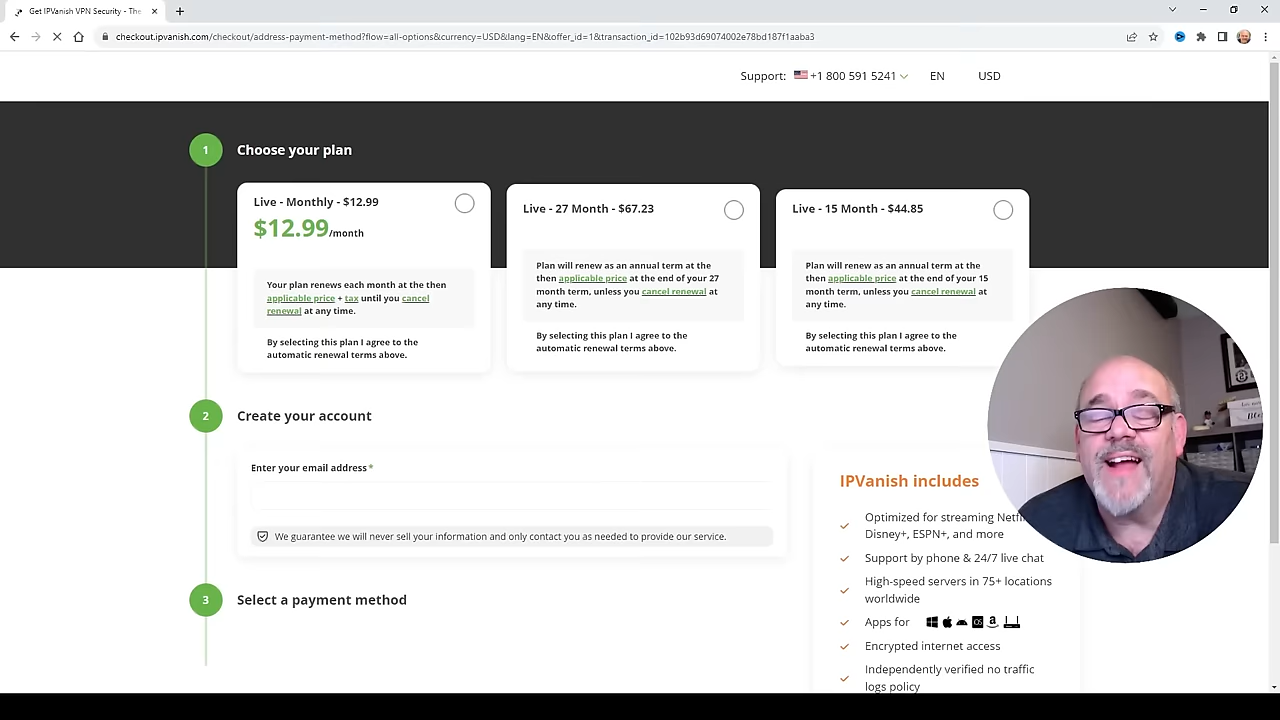 Get IPVanish VPN Security - The
checkout.ipvanish.com/checkout/address-payment-method?flow=all-options&currency=USD&lang=EN&offer_id=1&transaction_id=102b93d69074002e78bd187f1aaba3
Support: +1 800 591 5241 EN USD
1 Choose your plan
Live - Monthly - $12.99
$12.99/month
Your plan renews each month at the then
applicable price + tax until you cancel
renewal at any time.
By selecting this plan I agree to the
automatic renewal terms above.
Live - 27 Month - $67.23
Plan will renew as an annual term at the
then applicable price at the end of your 27
month term, unless you cancel renewal at
any time.
By selecting this plan I agree to the
automatic renewal terms above.
Live - 15 Month - $44.85
Plan will renew as an annual term at the
then applicable price at the end of your 15
month term, unless you cancel renewal at
any time.
By selecting this plan I agree to the
automatic renewal terms above.
2 Create your account
Enter your email address*
We guarantee we will never sell your information and only contact you as needed to provide our service.
3 Select a payment method
IPVanish includes
Optimized for streaming
Disney+, ESPN+, and more
Support by phone & 24/7 live chat
High-speed servers in 75+ locations
worldwide
Apps for
Encrypted internet access
Independently verified no traffic
logs policy